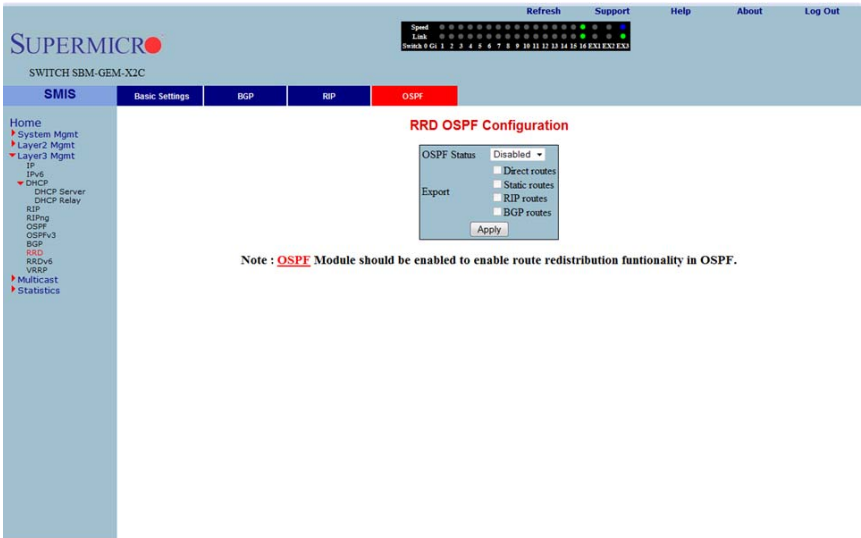 Refresh Support Help About Log Out
SUPERMICRO
Speed
Link
Switch 0 Gi 1 2 3 4 5 6 7 8 9 10 11 12 13 14 15 16 EX1 EX2 EX3
SWITCH SBM-GEM-X2C
SMIS
Basic Settings BGP RIP OSPF
Home
System Mgmt
Layer2 Mgmt
Layer3 Mgmt
IP
IPv6
DHCP
DHCP Server
DHCP Relay
RIP
RIPng
OSPF
OSPFv3
BGP
RRD
RRDv6
VRRP
Multicast
Statistics
RRD OSPF Configuration
OSPF Status Disabled
Export
Direct routes
Static routes
RIP routes
BGP routes
Apply
Note : OSPF Module should be enabled to enable route redistribution funtionality in OSPF.